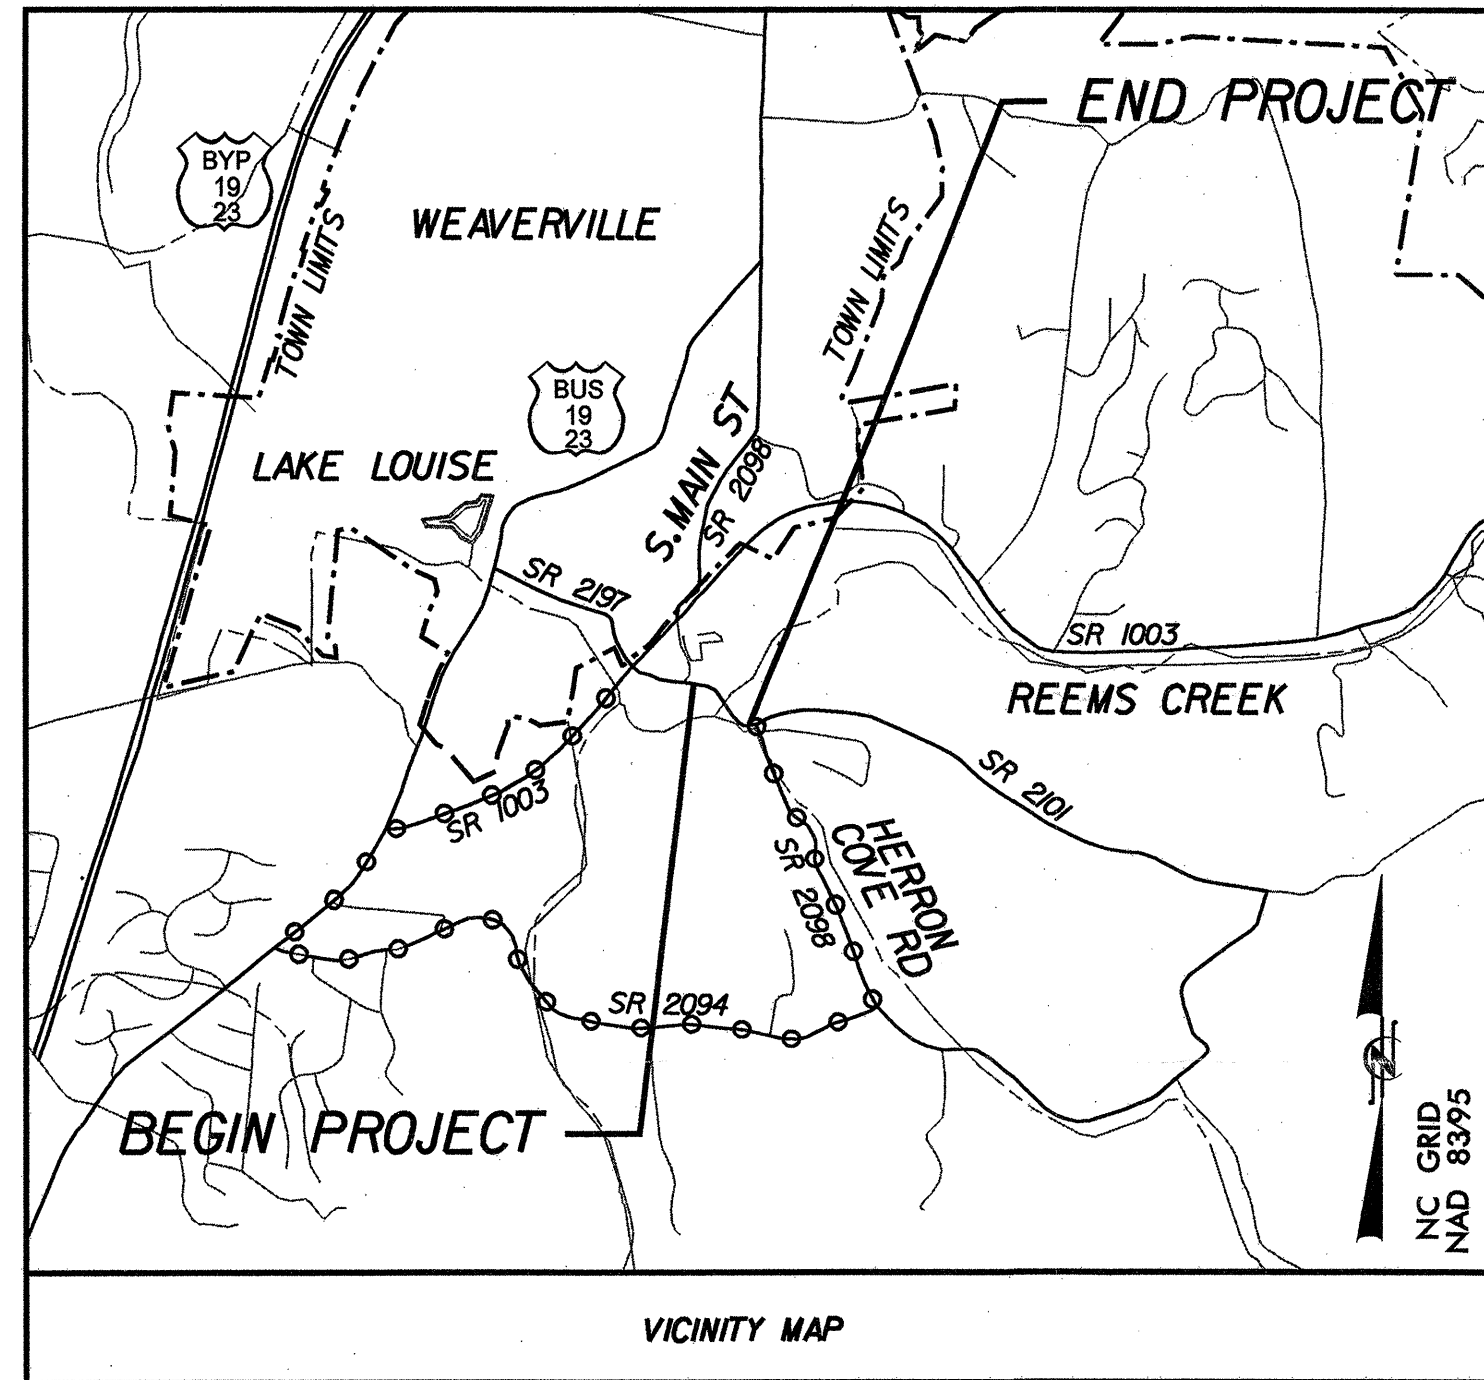 END PROJECT
BYP
19
23
WEAVERVILLE
TOWN LIMITS
TOWN LIMITS
BUS
19
23
S. MAIN ST
SR 2098
LAKE LOUISE
SR 2197
SR 1003
REEMS CREEK
SR 2101
SR 1003
HERRON
COVE RD
SR 2098
SR 2094
BEGIN PROJECT
NC GRID
NAD 83/95
VICINITY MAP